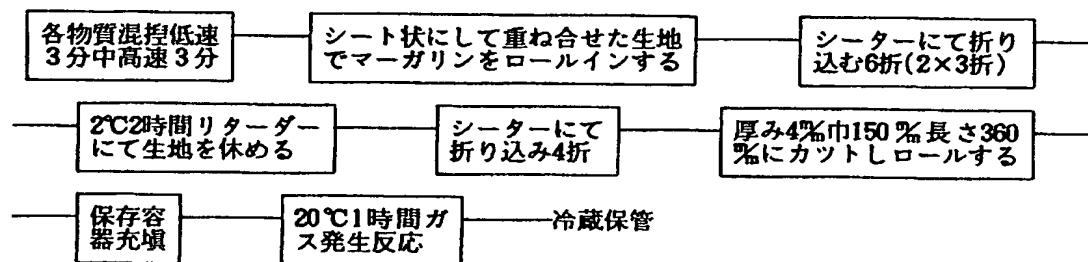 各物質混捏低速
3分中高速3分
シート状にして重ね合せた生地
でマーガリンをロールインする
シーターにて折り
込む6折(2×3折)
2℃2時間リターダー
にて生地を休める
シーターにて
折り込み4折
厚み4㎜巾150㎜長さ360
㎜にカットしロールする
保存容
器充塡
20℃1時間ガ
ス発生反応
冷蔵保管